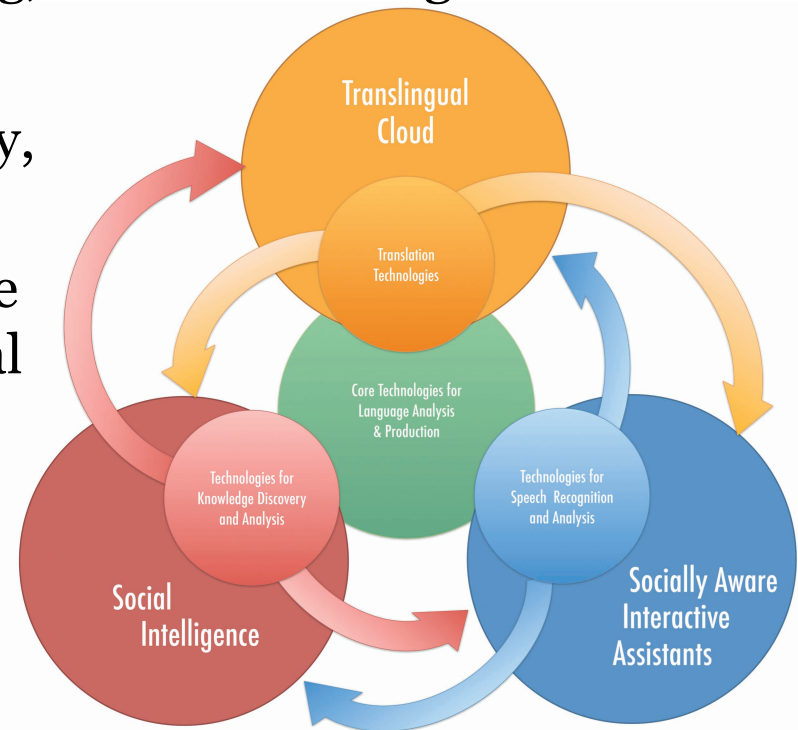 Translingual
Cloud
y,
e
al
Translation
Technologies
Core Technologies for
Language Analysis
& Production
Technologies for
Knowledge Discovery
and Analysis
Technologies for
Speech Recognition
and Analysis
Social
Intelligence
Socially Aware
Interactive
Assistants